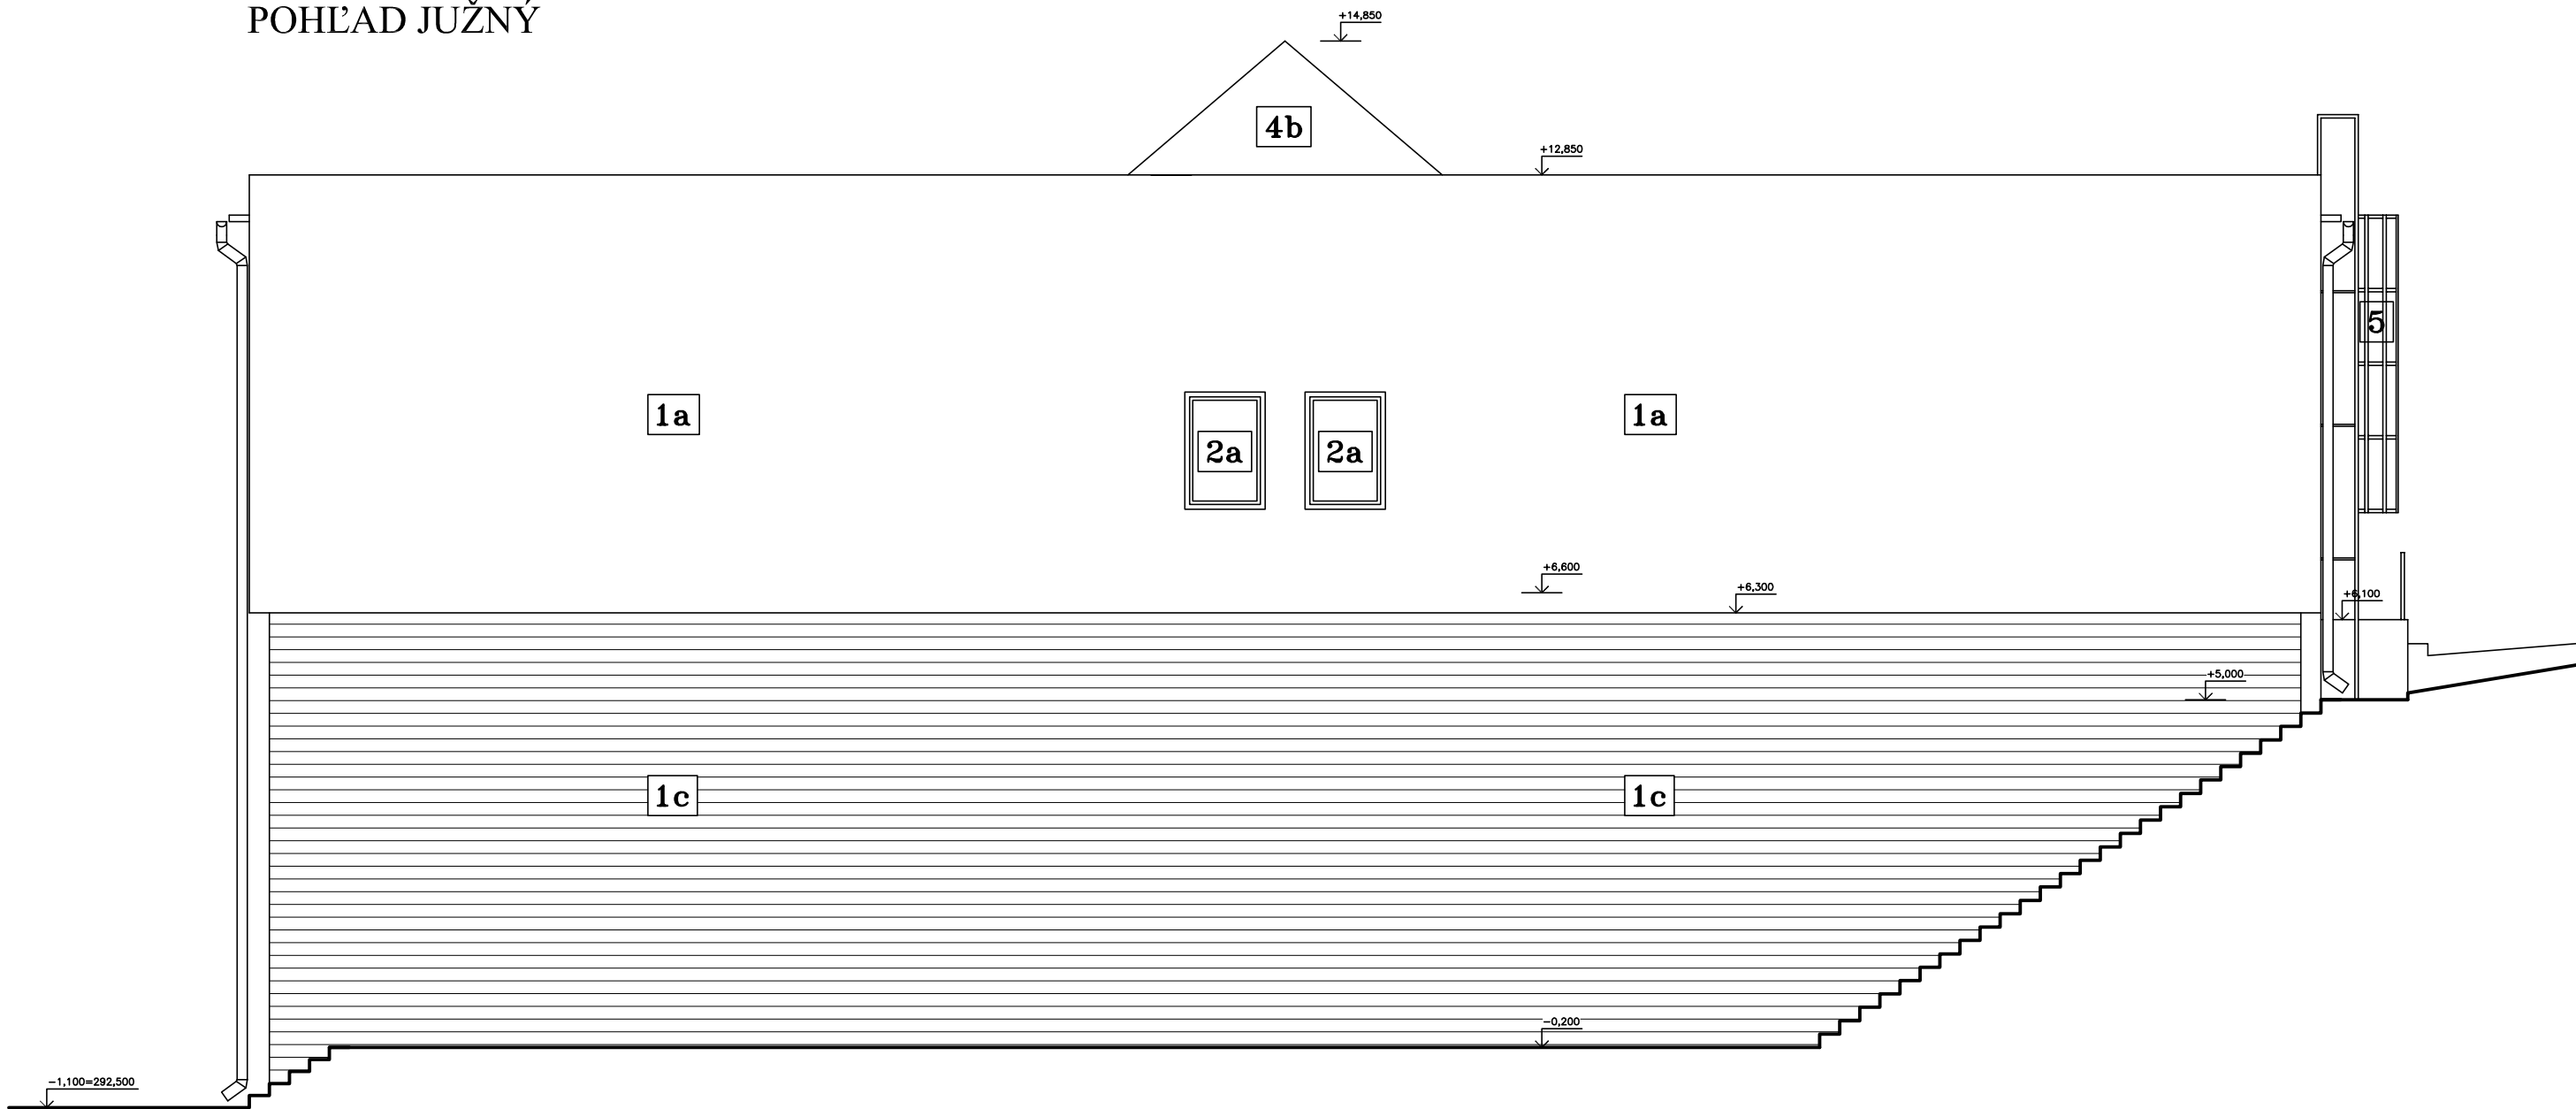 POHĽAD JUŽNÝ
+14,850
4b
+12,850
5
1a
1a
2a
2a
+6,600
+6,300
+6,100
+5,000
1c
1c
-0,200
-1,100=292,500